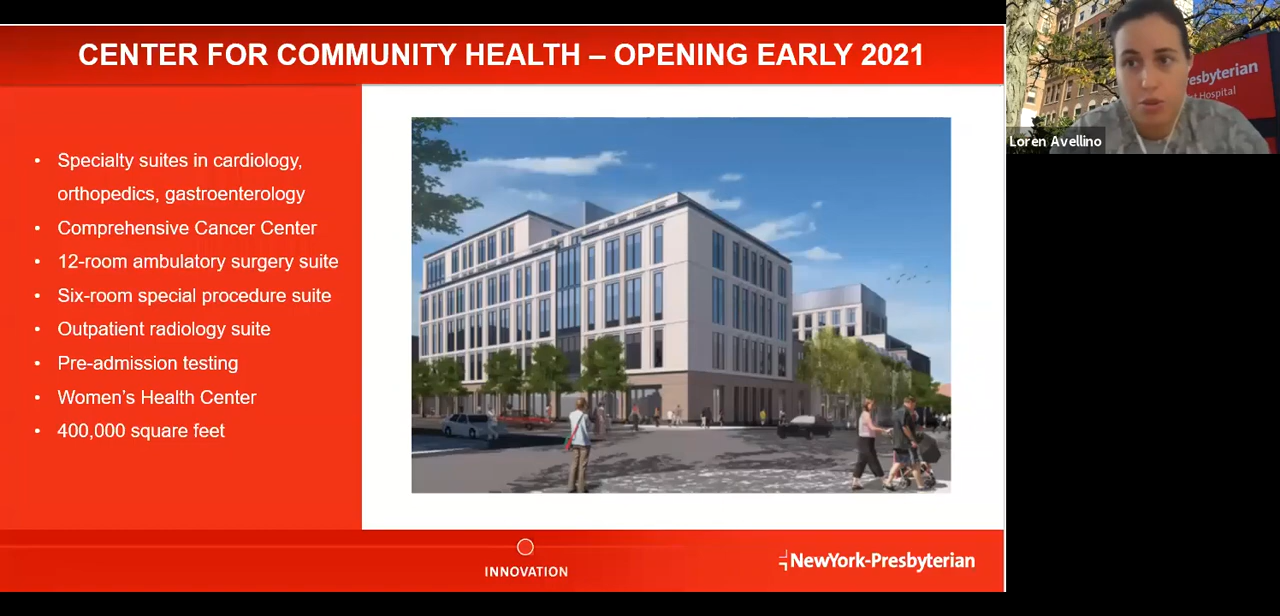 CENTER FOR COMMUNITY HEALTH – OPENING EARLY 2021
• Specialty suites in cardiology,
orthopedics, gastroenterology
• Comprehensive Cancer Center
• 12-room ambulatory surgery suite
• Six-room special procedure suite
• Outpatient radiology suite
• Pre-admission testing
• Women's Health Center
• 400,000 square feet
INNOVATION
NewYork-Presbyterian
esbyterian
Hospital
Loren Avellino